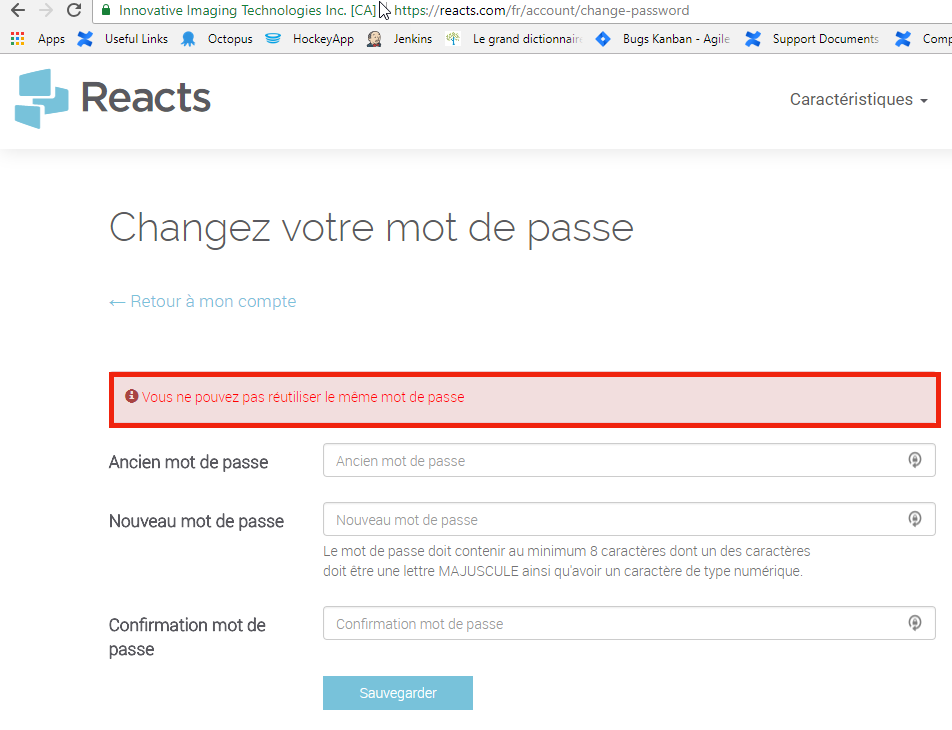 Innovative Imaging Technologies Inc. [CA] https://reacts.com/fr/account/change-password
Apps Useful Links Octopus HockeyApp Jenkins Le grand dictionnair Bugs Kanban - Agile Support Documents Comp
Reacts
Caractéristiques
Changez votre mot de passe
← Retour à mon compte
Vous ne pouvez pas réutiliser le même mot de passe
Ancien mot de passe Ancien mot de passe
Nouveau mot de passe Nouveau mot de passe
Le mot de passe doit contenir au minimum 8 caractères dont un des caractères
doit être une lettre MAJUSCULE ainsi qu'avoir un caractère de type numérique.
Confirmation mot de
passe
Confirmation mot de passe
Sauvegarder